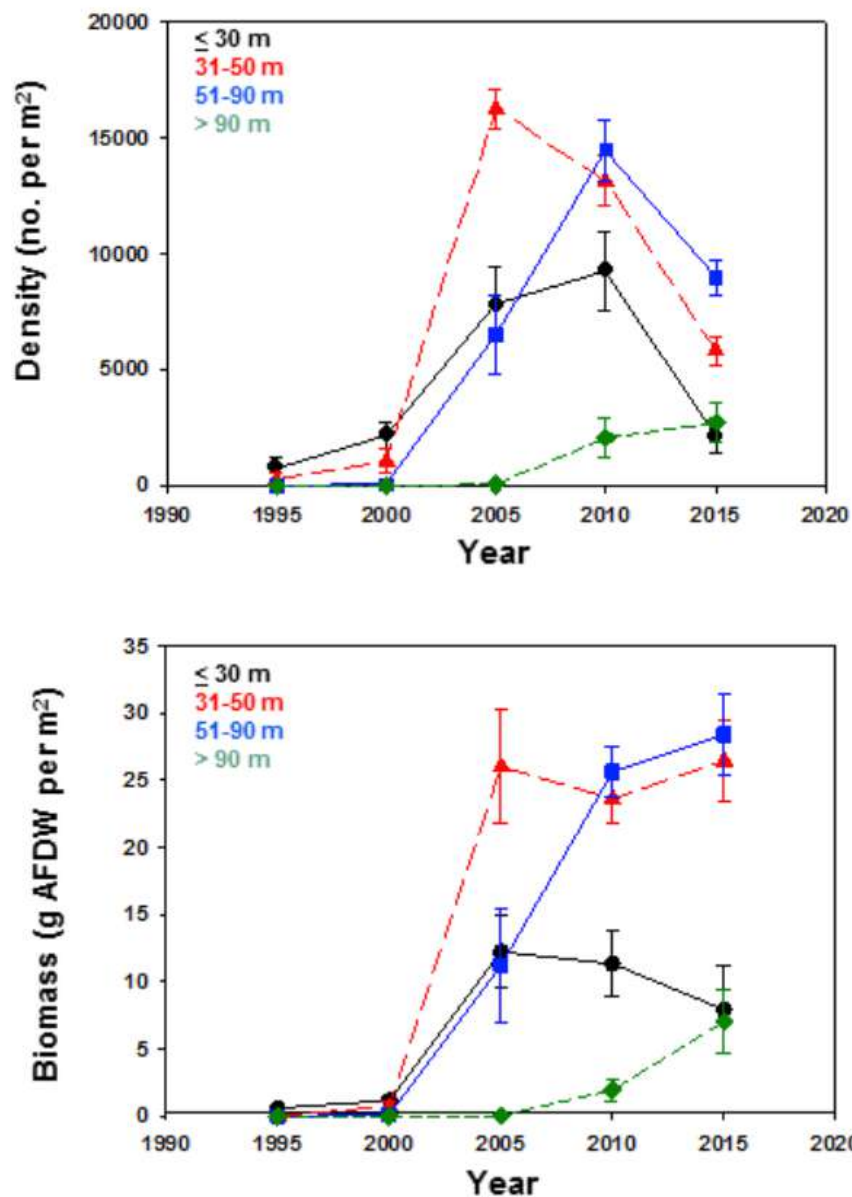 20000
15000
10000
5000
0
Density (no. per m²)
≤ 30 m
31-50 m
51-90 m
> 90 m
1990 1995 2000 2005 2010 2015 2020
Year
35
30
25
20
15
10
5
0
Biomass (g AFDW per m²)
≤ 30 m
31-50 m
51-90 m
> 90 m
1990 1995 2000 2005 2010 2015 202
Year